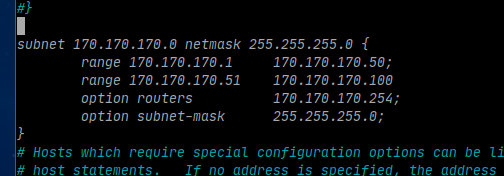 #}
subnet 170.170.170.0 netmask 255.255.255.0 {
range 170.170.170.1 170.170.170.50;
range 170.170.170.51 170.170.170.100
option routers 170.170.170.254;
option subnet-mask 255.255.255.0;
}
# Hosts which require special configuration options can be li
# host statements. If no address is specified, the address